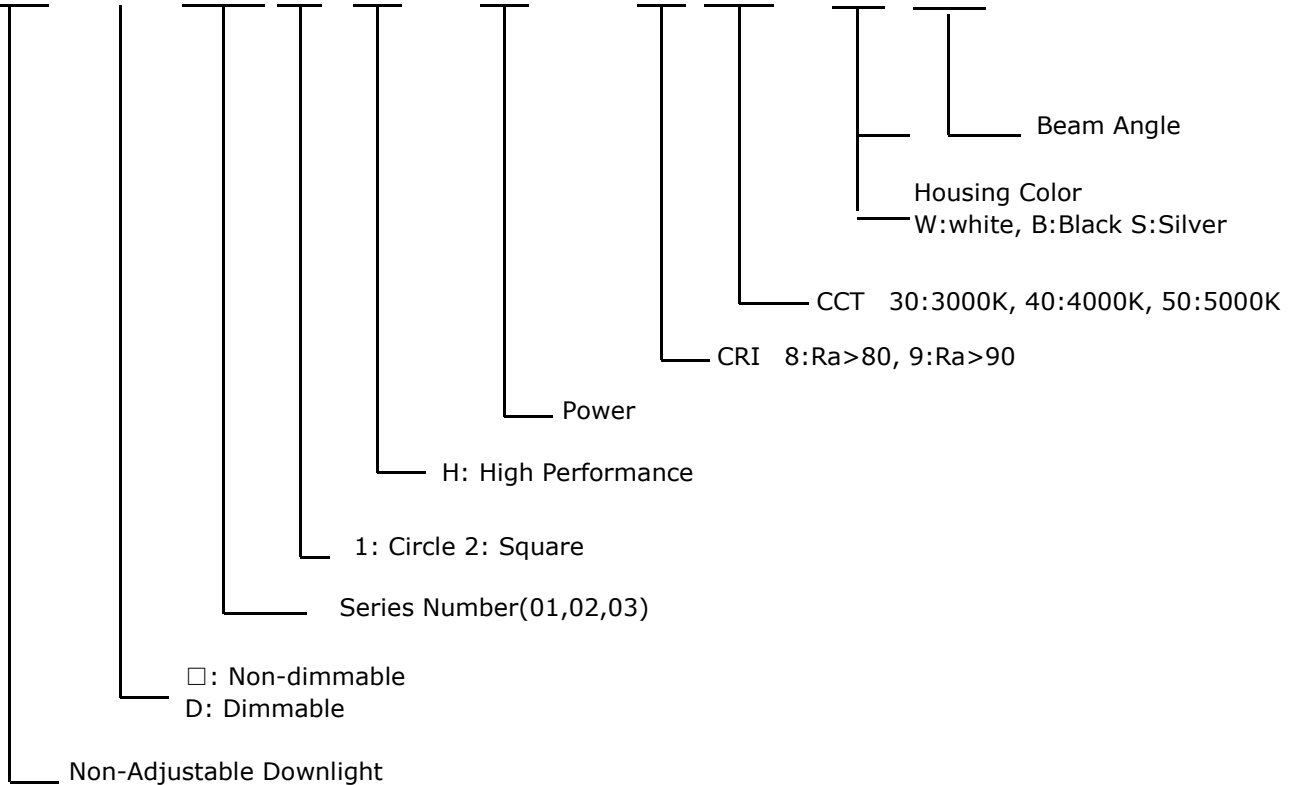 Beam Angle
Housing Color
W:white, B:Black S:Silver
CCT 30:3000K, 40:4000K, 50:5000K
CRI 8:Ra>80, 9:Ra>90
Power
H: High Performance
1: Circle 2: Square
Series Number(01,02,03)
□: Non-dimmable
D: Dimmable
Non-Adjustable Downlight